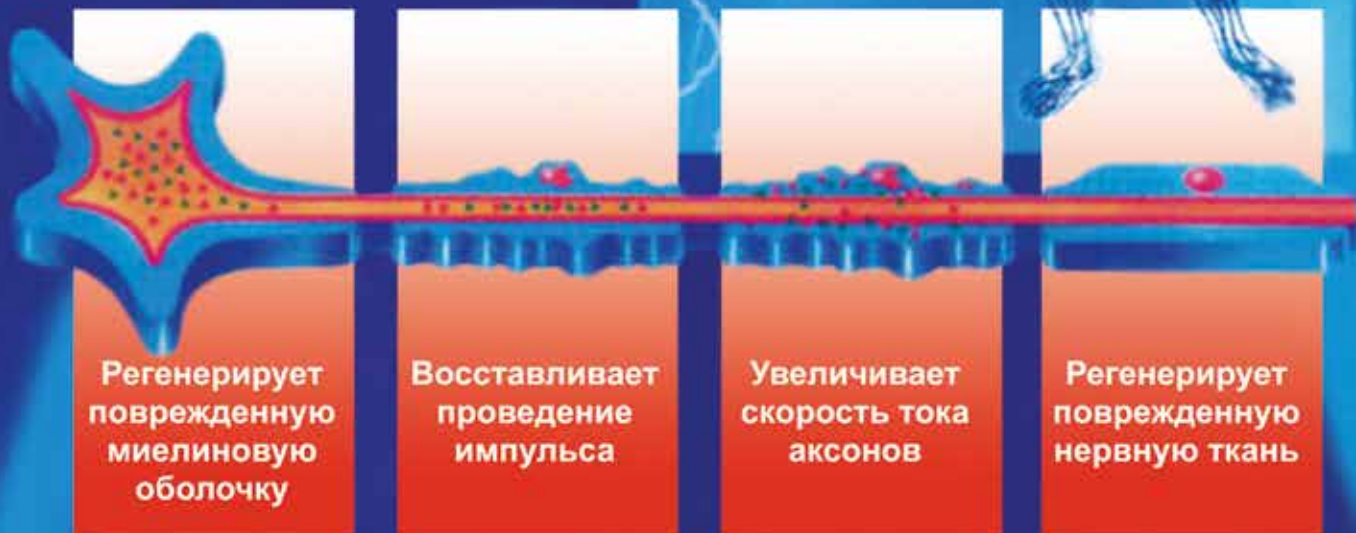 Регенерирует
поврежденную
миелиновую
оболочку
Восставливает
проведение
импульса
Увеличивает
скорость тока
аксонов
Регенерирует
поврежденную
нервную ткань